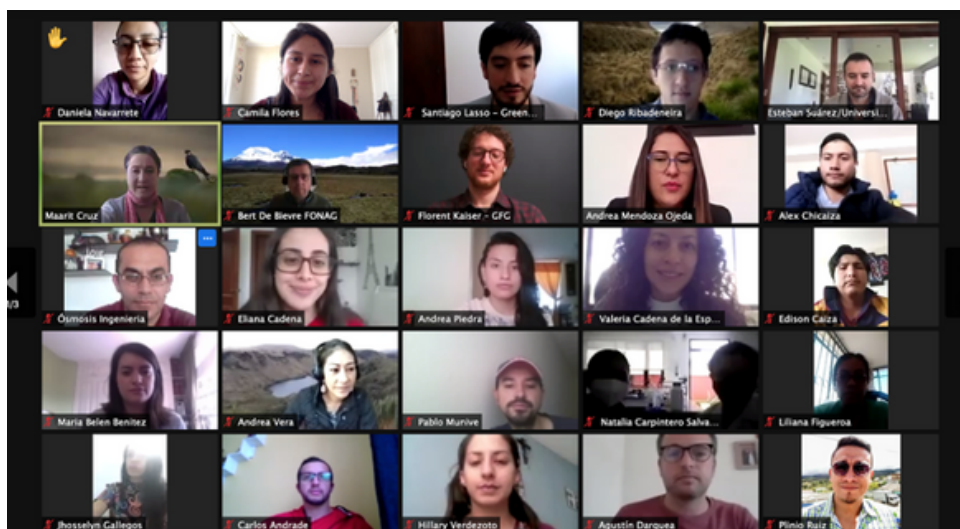 Daniela Navarrete
Camila Flores
Santiago Lasso - Green...
Diego Ribadeneira
Esteban Suárez/Universi...
Maarit Cruz
Bert De Bievre FONAG
Florent Kaiser - GFG
Andrea Mendoza Ojeda
Alex Chicaiza
Ósmosis Ingenieria
Eliana Cadena
Andrea Piedra
Valeria Cadena de la Esp...
Edison Caiza
Maria Belen Benitez
Andrea Vera
Pablo Munive
Natalia Carpintero Salva...
Liliana Figueroa
Jhosselyn Gallegos
Carlos Andrade
Hillary Verdezoto
Agustín Darquea
Plinio Ruiz